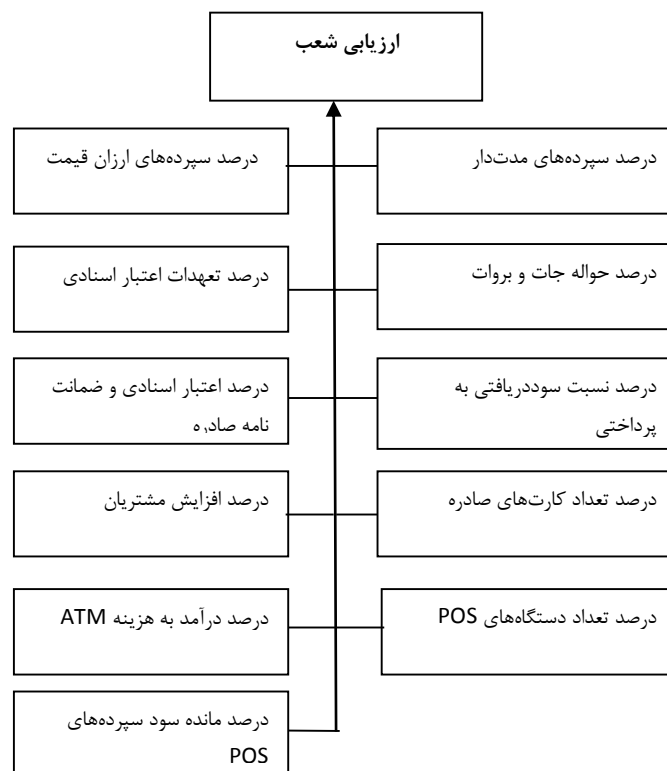 ارزیابی شعب
درصد سپرده‌های مدت‌دار
درصد سپرده‌های ارزان قیمت
درصد حواله جات و بروات
درصد تعهدات اعتبار اسنادی
درصد نسبت سوددریافتی به
پرداختی
درصد اعتبار اسنادی و ضمانت
نامه صادره
درصد تعداد کارت‌های صادره
درصد افزایش مشتریان
درصد تعداد دستگاه‌های POS
درصد درآمد به هزینه ATM
درصد مانده سود سپرده‌های
POS